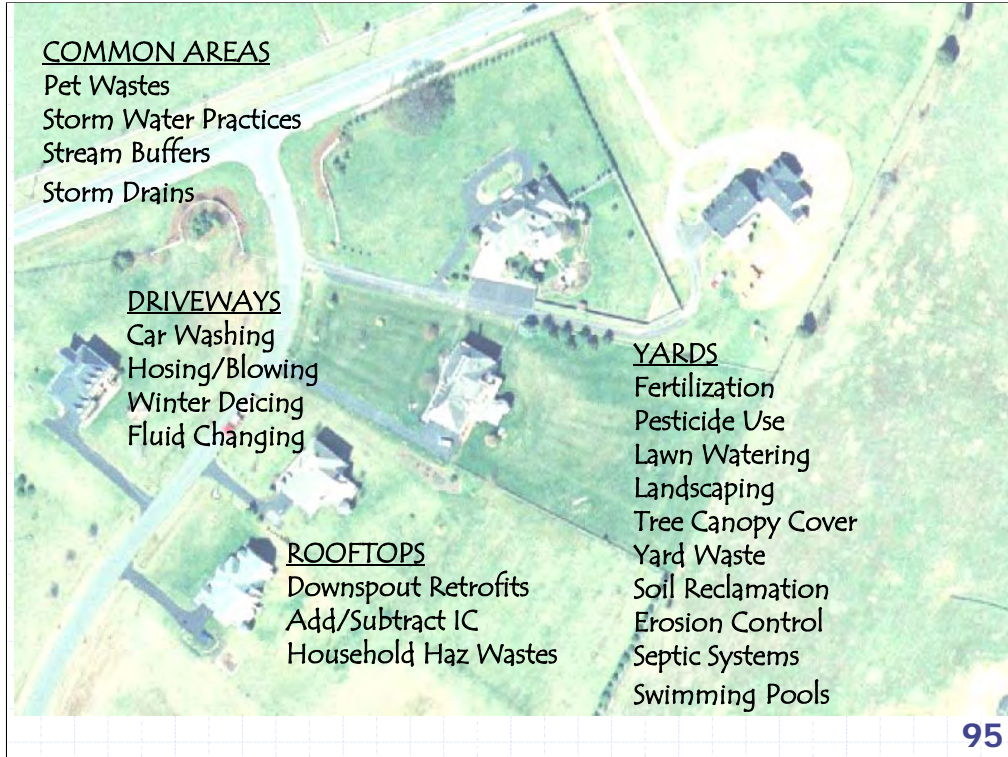 COMMON AREAS
Pet Wastes
Storm Water Practices
Stream Buffers
Storm Drains
DRIVEWAYS
Car Washing
Hosing/Blowing
Winter Deicing
Fluid Changing
ROOFTOPS
Downspout Retrofits
Add/Subtract IC
Household Haz Wastes
YARDS
Fertilization
Pesticide Use
Lawn Watering
Landscaping
Tree Canopy Cover
Yard Waste
Soil Reclamation
Erosion Control
Septic Systems
Swimming Pools
95